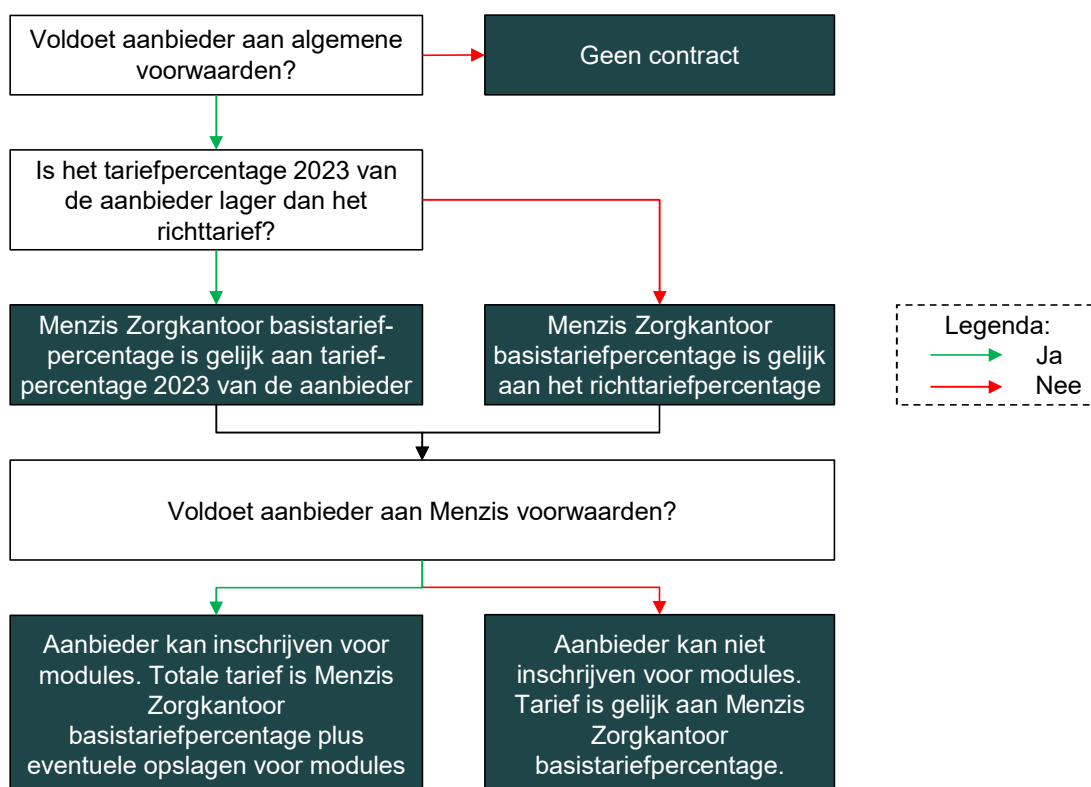 Voldoet aanbieder aan algemene
voorwaarden?
Geen contract
Is het tariefpercentage 2023 van
de aanbieder lager dan het
richttarief?
Menzis Zorgkantoor basistarief-
percentage is gelijk aan tarief-
percentage 2023 van de aanbieder
Menzis Zorgkantoor
basistariefpercentage is gelijk
aan het richttariefpercentage
Legenda:
Ja
Nee
Voldoet aanbieder aan Menzis voorwaarden?
Aanbieder kan inschrijven voor
modules. Totale tarief is Menzis
Zorgkantoor
basistariefpercentage plus
eventuele opslagen voor modules
Aanbieder kan niet
inschrijven voor modules.
Tarief is gelijk aan Menzis
Zorgkantoor
basistariefpercentage.